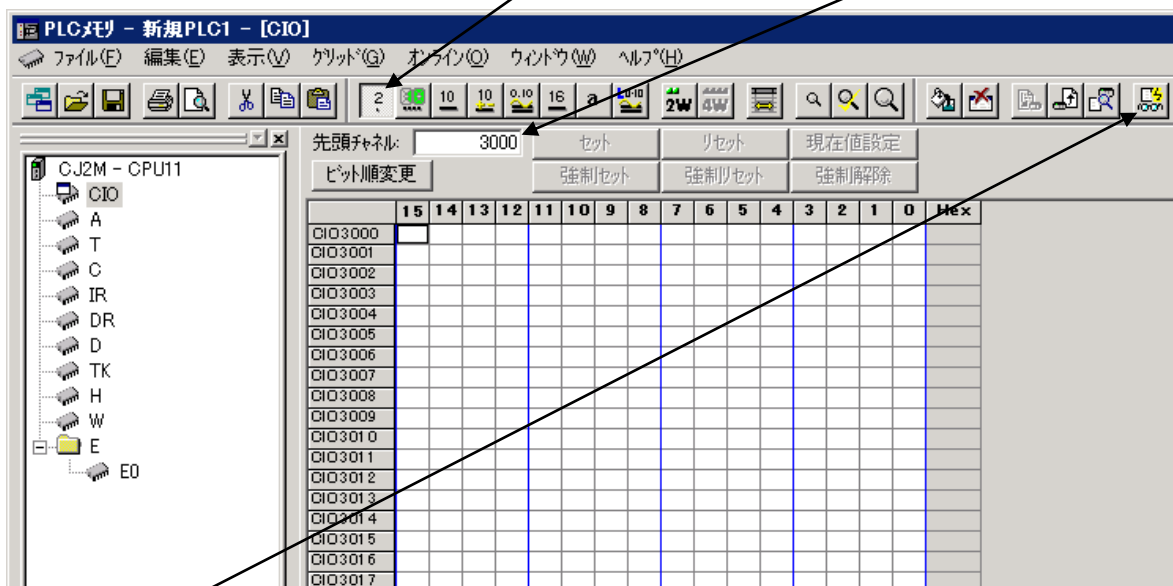 PLCメモリ - 新規PLC1 - [CIO]
ファイル(F) 編集(E) 表示(V) グリッド(G) オンライン(O) ウィンドウ(W) ヘルプ(H)
2 10 10 0.10 16 a 2W 4W
先頭チャネル: 3000 セット リセット 現在値設定
ビット順変更 強制セット 強制リセット 強制解除
CJ2M - CPU11
CIO
A
T
C
IR
DR
D
TK
H
W
E
E0
15 14 13 12 11 10 9 8 7 6 5 4 3 2 1 0 Hex
CIO3000
CIO3001
CIO3002
CIO3003
CIO3004
CIO3005
CIO3006
CIO3007
CIO3008
CIO3009
CIO3010
CIO3011
CIO3012
CIO3013
CIO3014
CIO3015
CIO3016
CIO3017